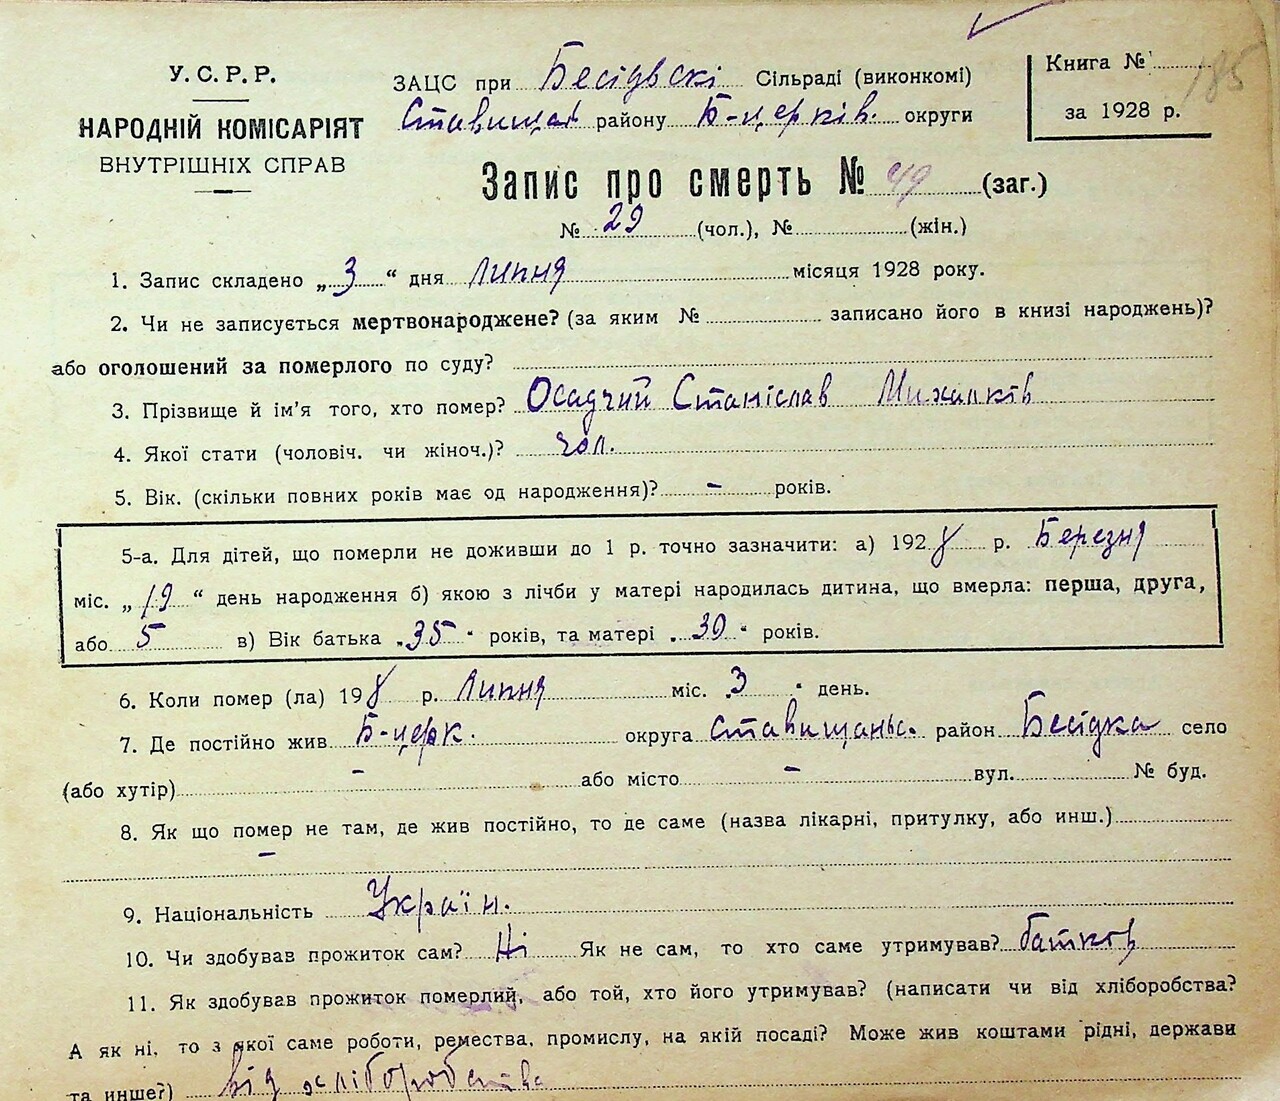 185
У. С. Р. Р.
НАРОДНІЙ КОМІСАРІЯТ
ВНУТРІШНІХ СПРАВ
ЗАЦС при Бесідвскі Сільраді (виконкомі)
Ставищан району Б-церків. округи
Книга №
за 1928 р.
Запис про смерть № 49 (заг.)
№ 29 (чол.), № (жін.)
1. Запис складено „3“ дня липня місяця 1928 року.
2. Чи не записується мертвонароджене? (за яким № записано його в книзі народжень)?
або оголошений за померлого по суду?
3. Прізвище й ім'я того, хто помер? Осадчий Станіслав Михалків
4. Якої стати (чоловіч. чи жіноч.)? чол.
5. Вік. (скільки повних років має од народження)? - років.
5-а. Для дітей, що померли не доживши до 1 р. точно зазначити: а) 1928 р. Березня
міс. „19“ день народження б) якою з лічби у матері народилась дитина, що вмерла: перша, друга,
або 5 в) Вік батька „35“ років, та матері „30“ років.
6. Коли помер (ла) 198 р. Липня міс. 3 день.
7. Де постійно жив Б-церк. округа Ставищансь. район Бесідка село
(або хутір) - або місто - вул. № буд.
8. Як що помер не там, де жив постійно, то де саме (назва лікарні, притулку, або инш.)
-
9. Національність Україн.
10. Чи здобував прожиток сам? Ні Як не сам, то хто саме утримував? батков
11. Як здобував прожиток померлий, або той, хто його утримував? (написати чи від хліборобства?
А як ні, то з якої саме роботи, ремества, промислу, на якій посаді? Може жив коштами рідні, держави
та инше?) від хліборобства